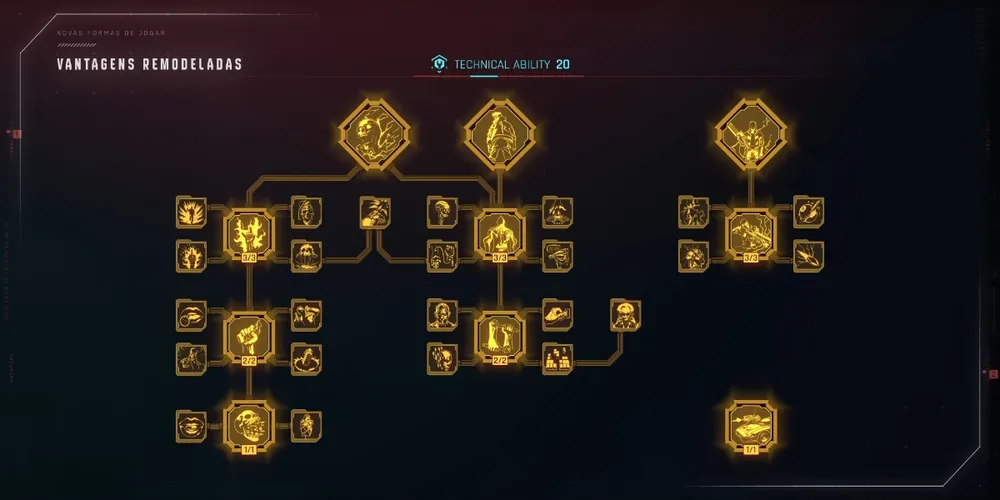 NOVAS FORMAS DE JOGAR
VANTAGENS REMODELADAS
TECHNICAL ABILITY 20
3/3
3/3
3/3
2/2
2/2
1/1
1/1